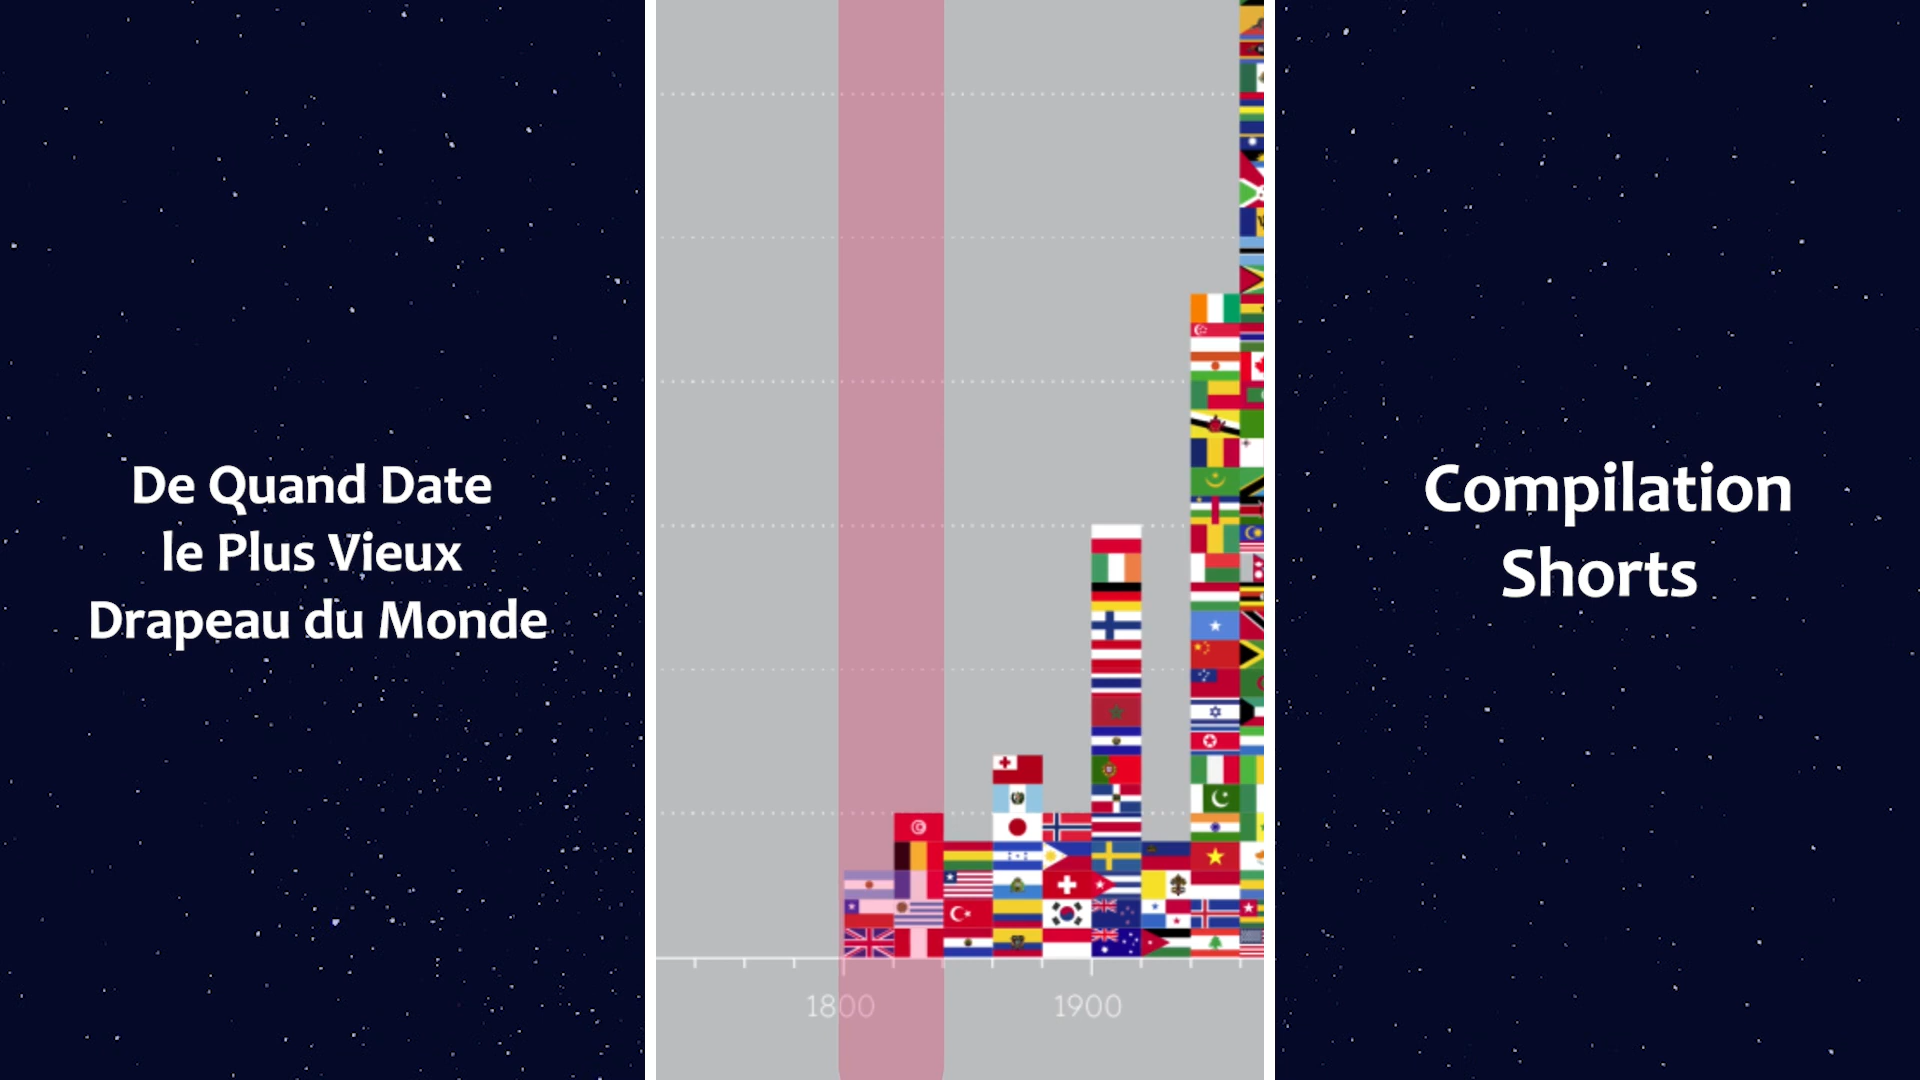 De Quand Date
le Plus Vieux
Drapeau du Monde
1800
1900
Compilation
Shorts